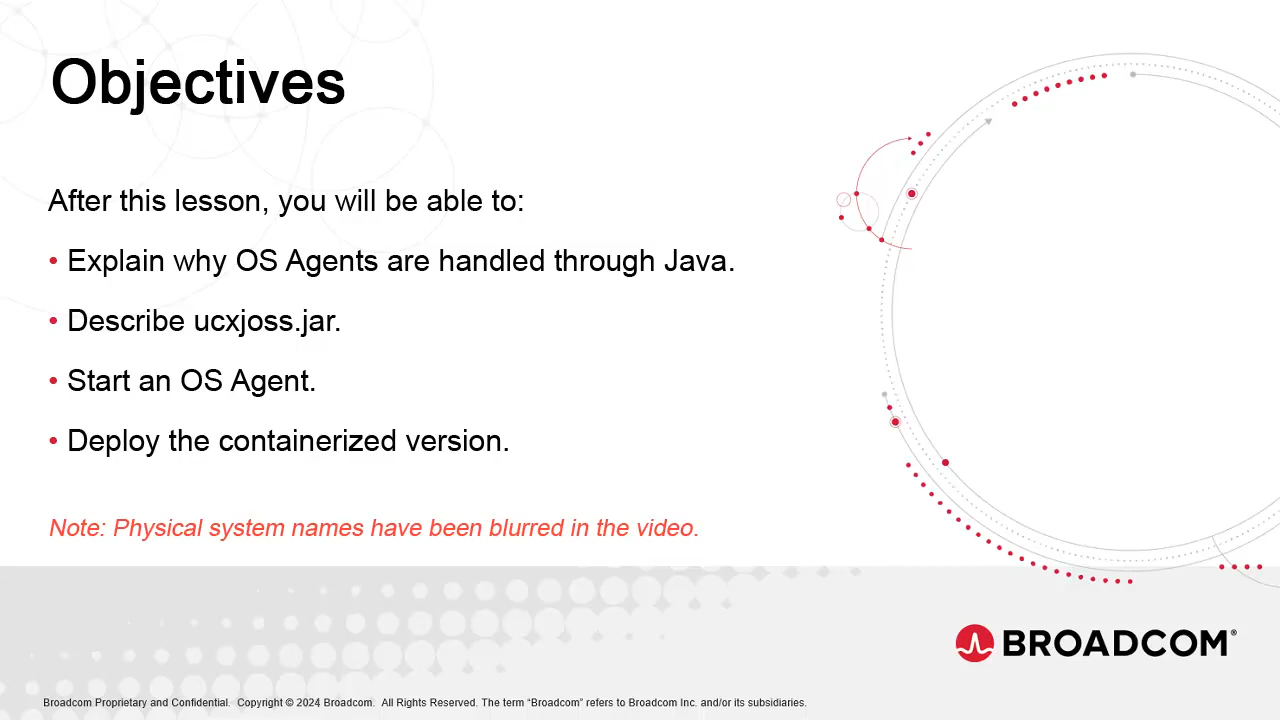 Objectives
After this lesson, you will be able to:
• Explain why OS Agents are handled through Java.
• Describe ucxjoss.jar.
• Start an OS Agent.
• Deploy the containerized version.
Note: Physical system names have been blurred in the video.
BROADCOM®
Broadcom Proprietary and Confidential. Copyright © 2024 Broadcom. All Rights Reserved. The term “Broadcom” refers to Broadcom Inc. and/or its subsidiaries.